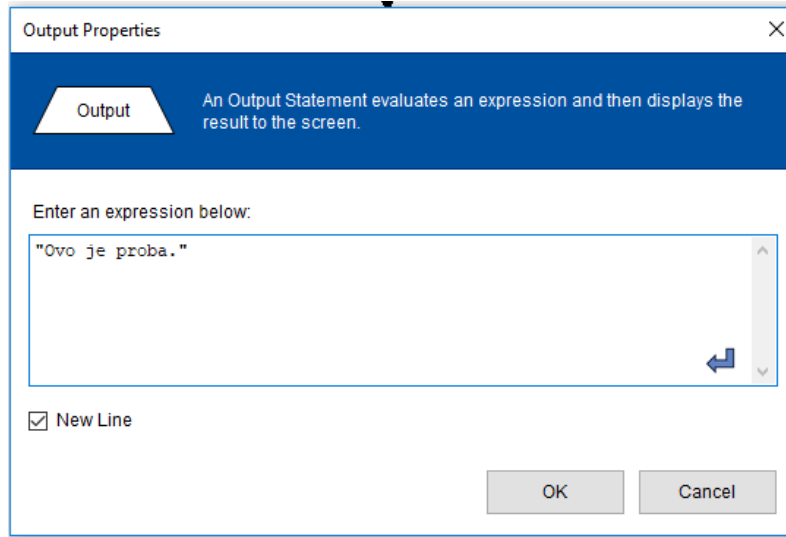 Output Properties
Output
An Output Statement evaluates an expression and then displays the
result to the screen.
Enter an expression below:
"Ovo je proba."
New Line
OK
Cancel